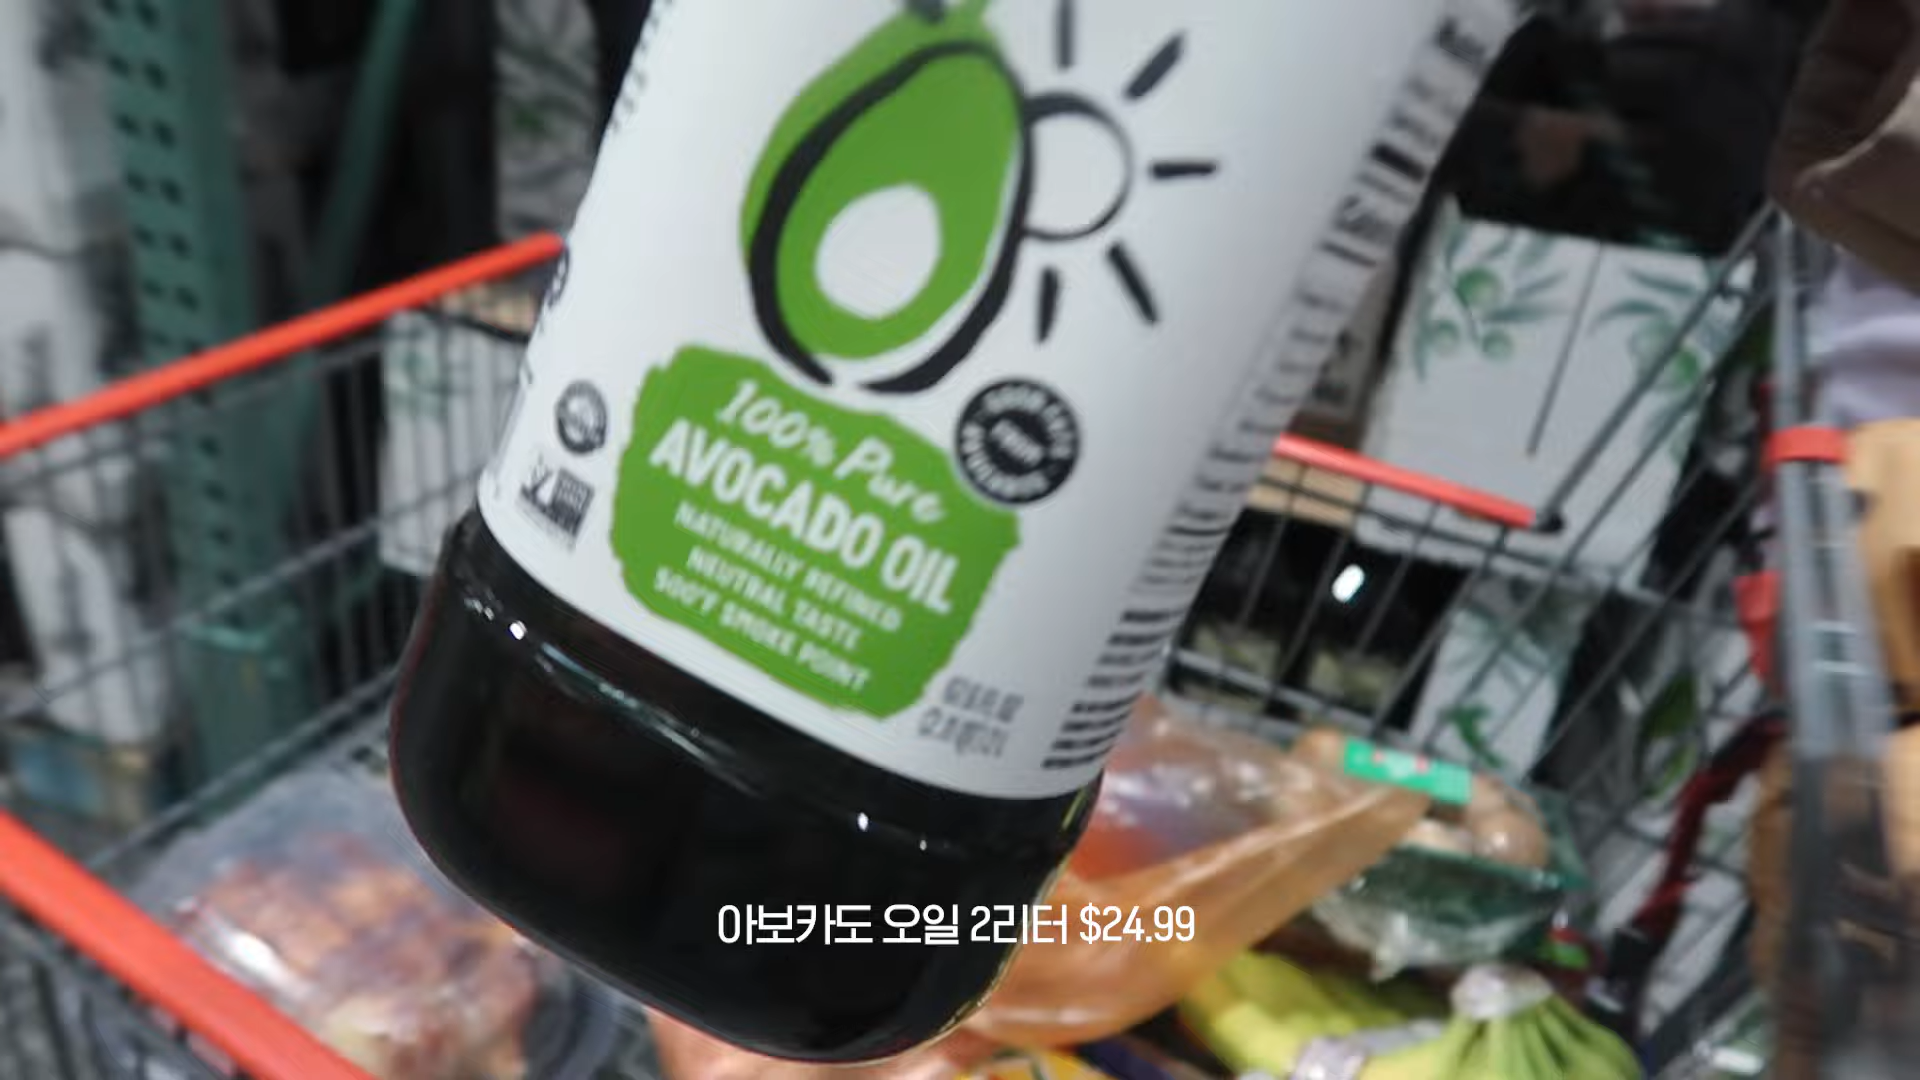 100% Pure
AVOCADO OIL
NATURALLY REFINED
NEUTRAL TASTE
500°F SMOKE POINT
아보카도 오일 2리터 $24.99